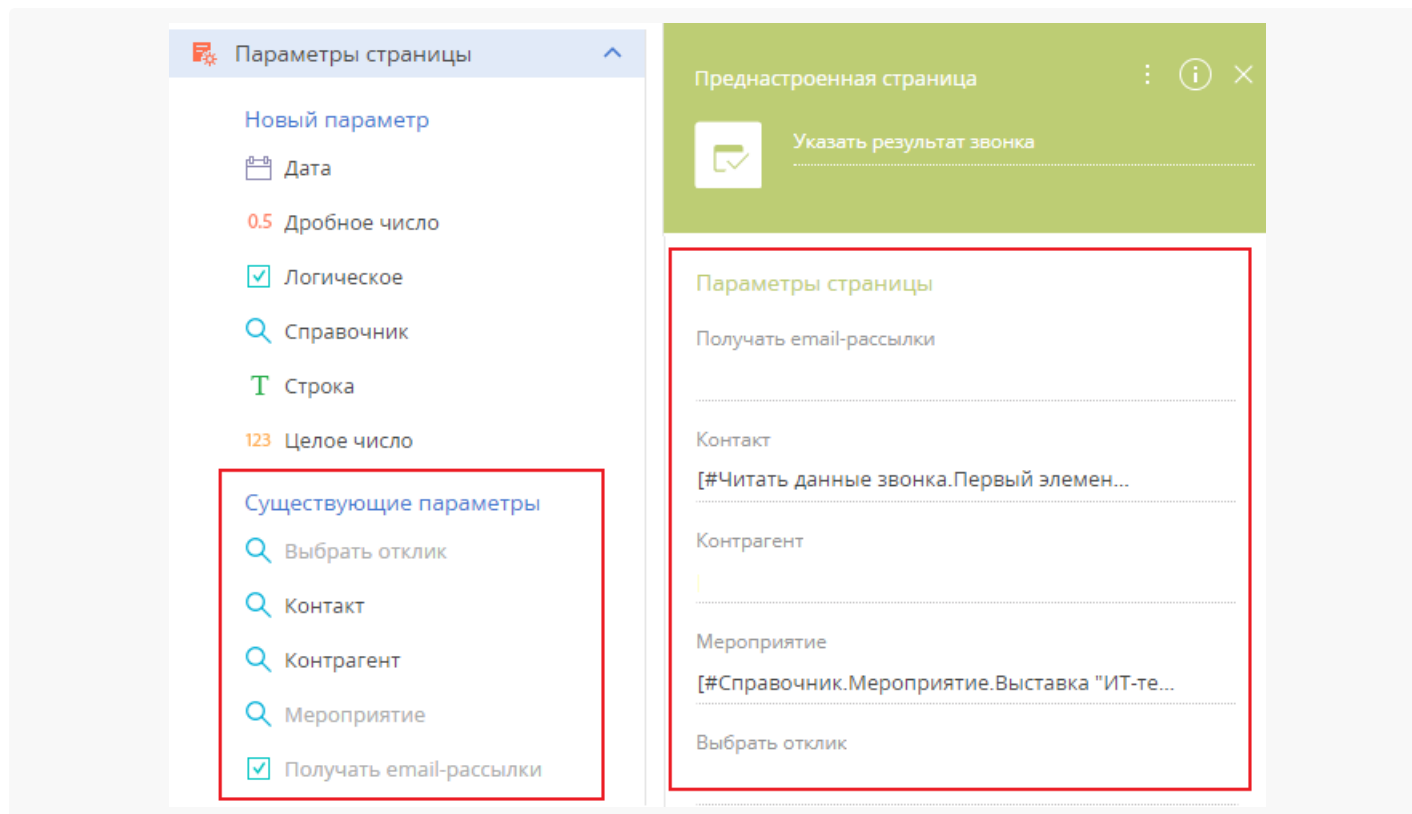 Параметры страницы
Новый параметр
Дата
0.5 Дробное число
Логическое
Справочник
T Строка
123 Целое число
Существующие параметры
Выбрать отклик
Контакт
Контрагент
Мероприятие
Получать email-рассылки
Преднастроенная страница
Указать результат звонка
Параметры страницы
Получать email-рассылки
Контакт
[#Читать данные звонка.Первый элемен...
Контрагент
Мероприятие
[#Справочник.Мероприятие.Выставка "ИТ-те...
Выбрать отклик